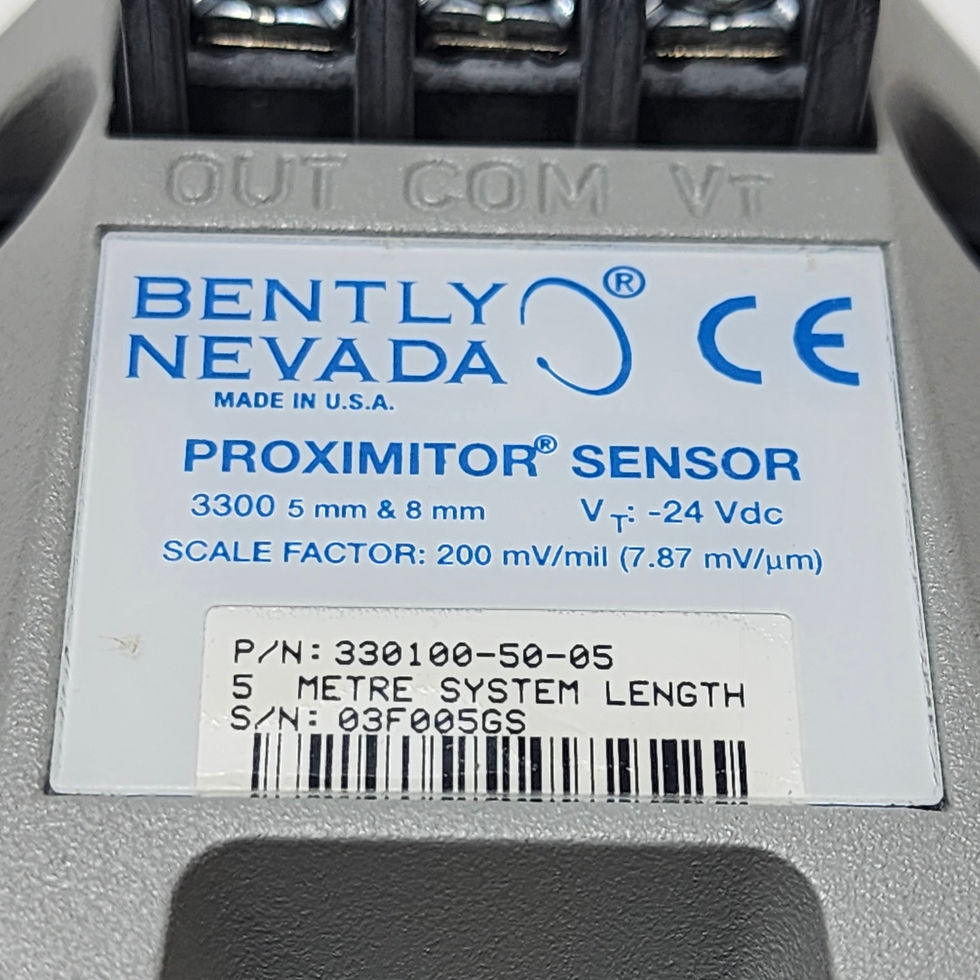 OUT COM VT
BENTLY ®
NEVADA
CE
MADE IN U.S.A.
PROXIMITOR® SENSOR
3300 5 mm & 8 mm VT: -24 Vdc
SCALE FACTOR: 200 mV/mil (7.87 mV/μm)
P/N: 330100-50-05
5 METRE SYSTEM LENGTH
S/N: 03F005GS